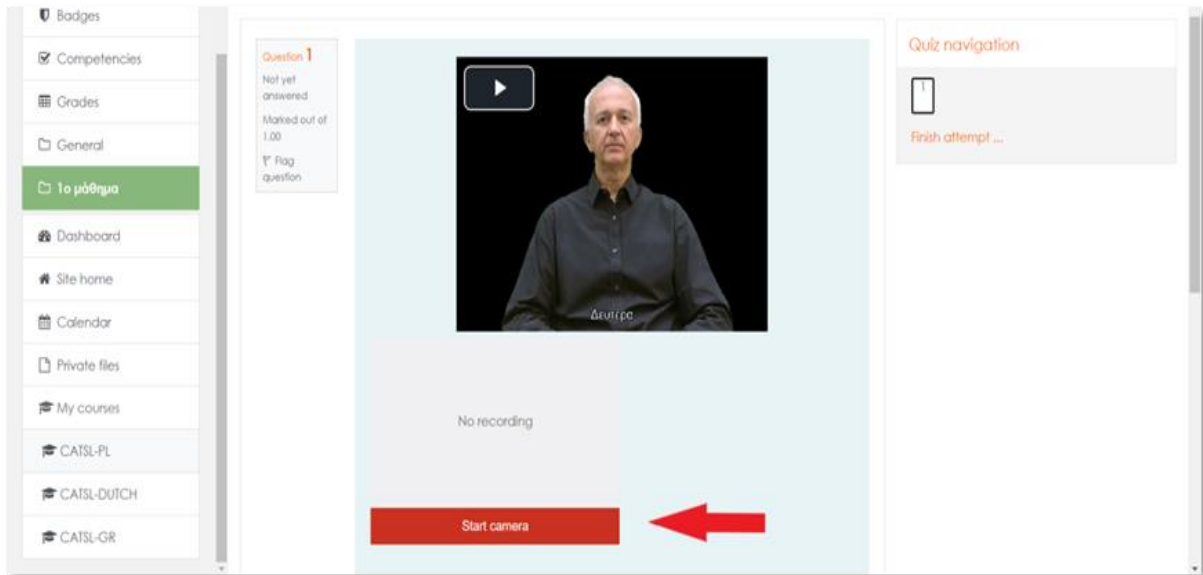 Badges
Competencies
Grades
General
1ο μάθημα
Dashboard
Site home
Calendar
Private files
My courses
CATSL-PL
CATSL-DUTCH
CATSL-GR
Question 1
Not yet
answered
Marked out of
1.00
Flag
question
Δευτέρα
No recording
Start camera
Quiz navigation
1
Finish attempt ...